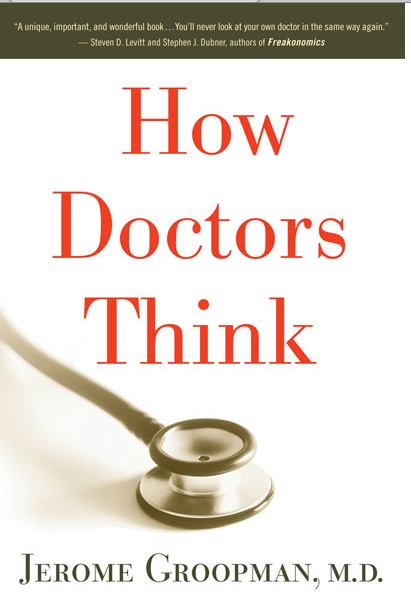 “A unique, important, and wonderful book . . . You’ll never look at your own doctor in the same way again.”
— Steven D. Levitt and Stephen J. Dubner, authors of Freakonomics
How
Doctors
Think
JEROME GROOPMAN, M.D.